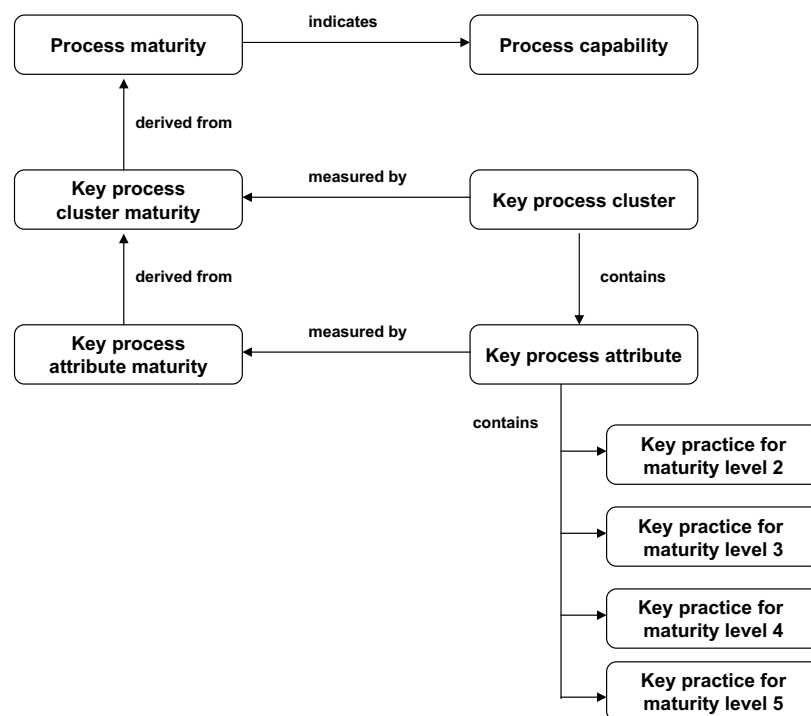 indicates
Process maturity
Process capability
derived from
Key process
cluster maturity
measured by
Key process cluster
derived from
contains
Key process
attribute maturity
measured by
Key process attribute
contains
Key practice for
maturity level 2
Key practice for
maturity level 3
Key practice for
maturity level 4
Key practice for
maturity level 5